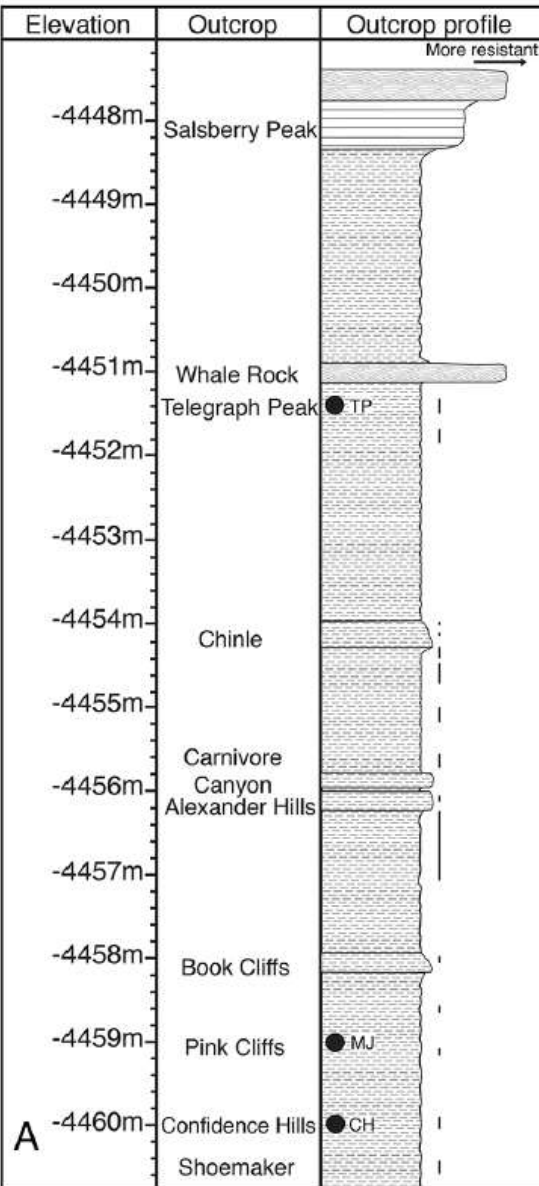 Elevation Outcrop Outcrop profile
More resistant
-4448m
Salsberry Peak
-4449m
-4450m
-4451m
Whale Rock
Telegraph Peak TP
-4452m
-4453m
-4454m
Chinle
-4455m
Carnivore
-4456m Canyon
Alexander Hills
-4457m
-4458m
Book Cliffs
-4459m MJ
Pink Cliffs
-4460m Confidence Hills CH
A
Shoemaker